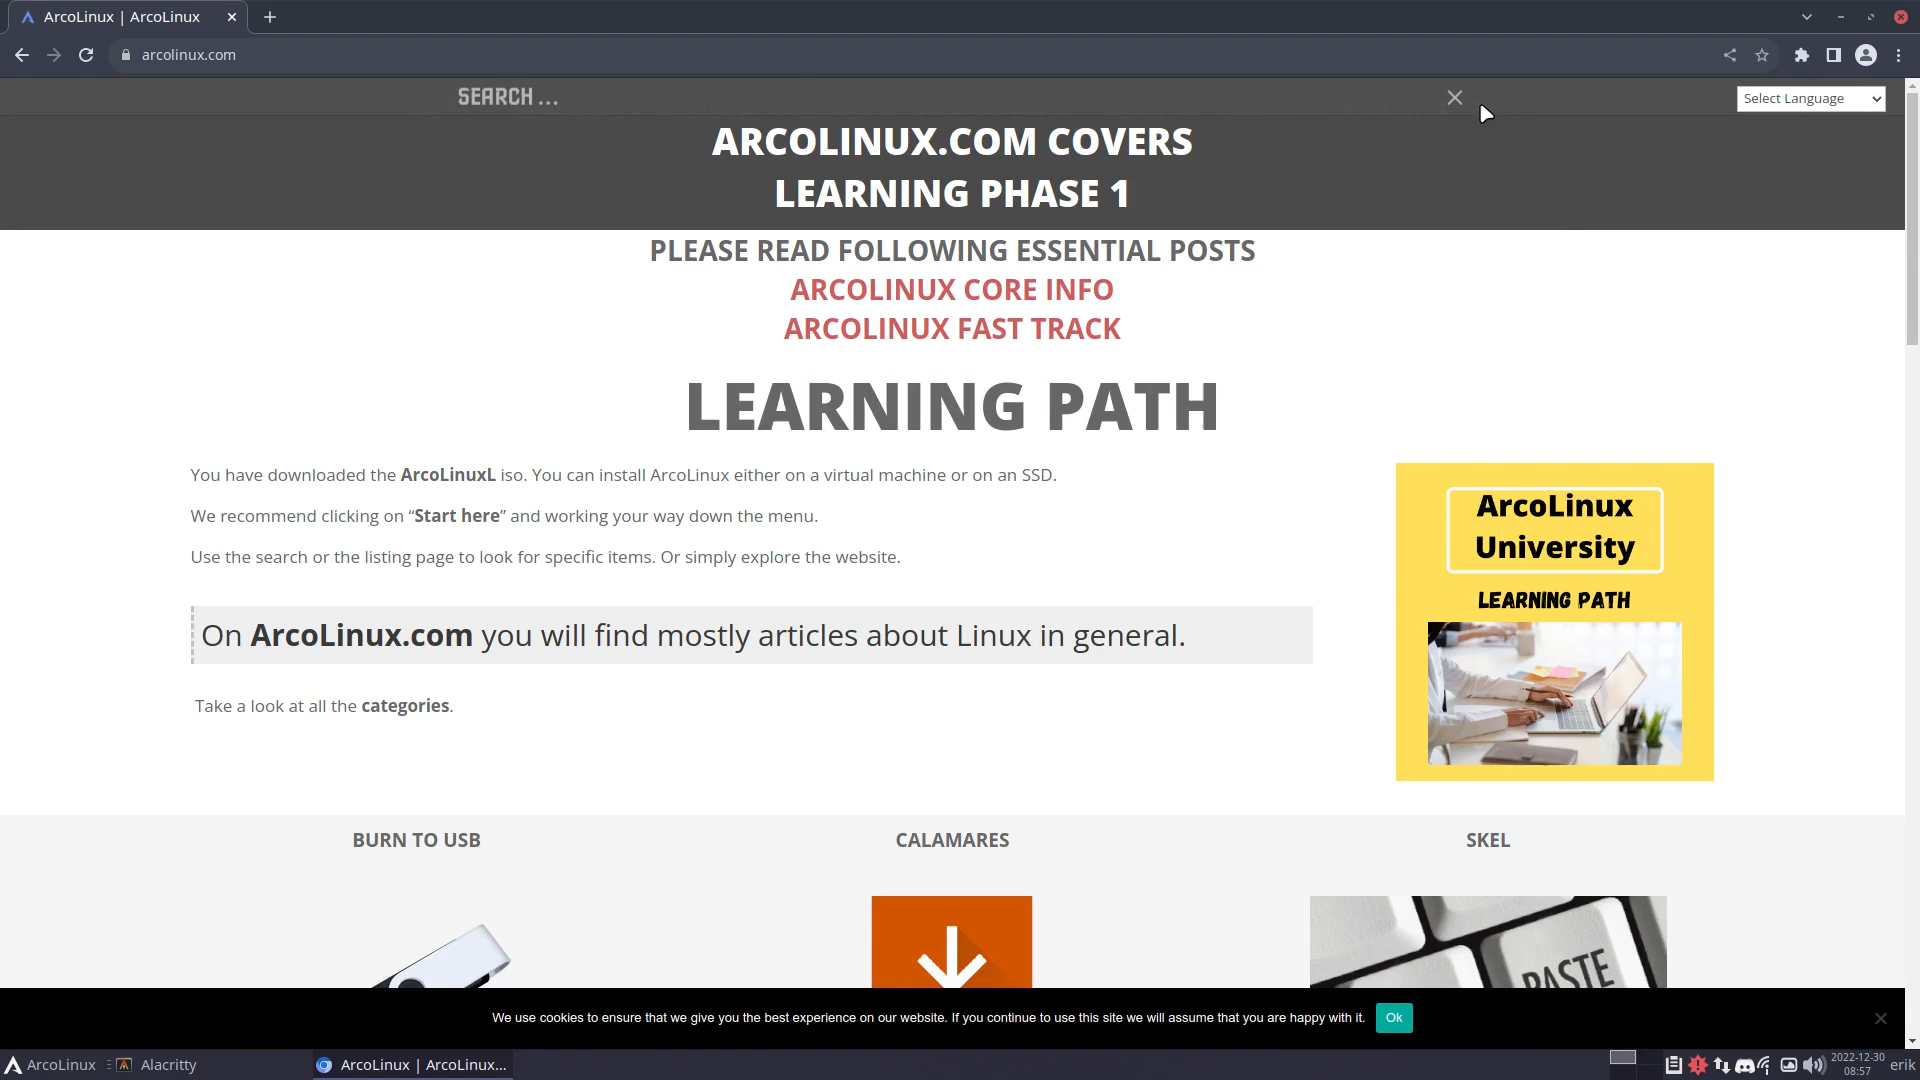 ArcoLinux | ArcoLinux
arcolinux.com
SEARCH ...
Select Language
ARCOLINUX.COM COVERS
LEARNING PHASE 1
PLEASE READ FOLLOWING ESSENTIAL POSTS
ARCOLINUX CORE INFO
ARCOLINUX FAST TRACK
LEARNING PATH
You have downloaded the ArcoLinuxL iso. You can install ArcoLinux either on a virtual machine or on an SSD.
We recommend clicking on “Start here” and working your way down the menu.
Use the search or the listing page to look for specific items. Or simply explore the website.
On ArcoLinux.com you will find mostly articles about Linux in general.
Take a look at all the categories.
ArcoLinux
University
LEARNING PATH
BURN TO USB
CALAMARES
SKEL
PASTE
We use cookies to ensure that we give you the best experience on our website. If you continue to use this site we will assume that you are happy with it.
Ok
ArcoLinux
Alacritty
ArcoLinux | ArcoLinux...
2022-12-30
08:57
erik